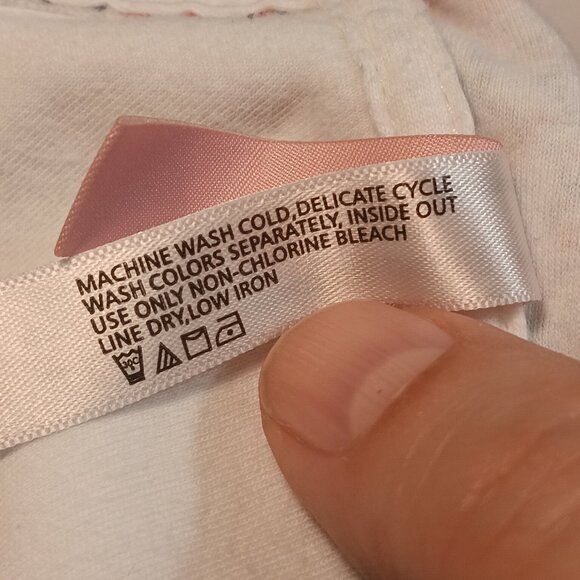 MACHINE WASH COLD,DELICATE CYCLE
WASH COLORS SEPARATELY, INSIDE OUT
USE ONLY NON-CHLORINE BLEACH
LINE DRY,LOW IRON
30C